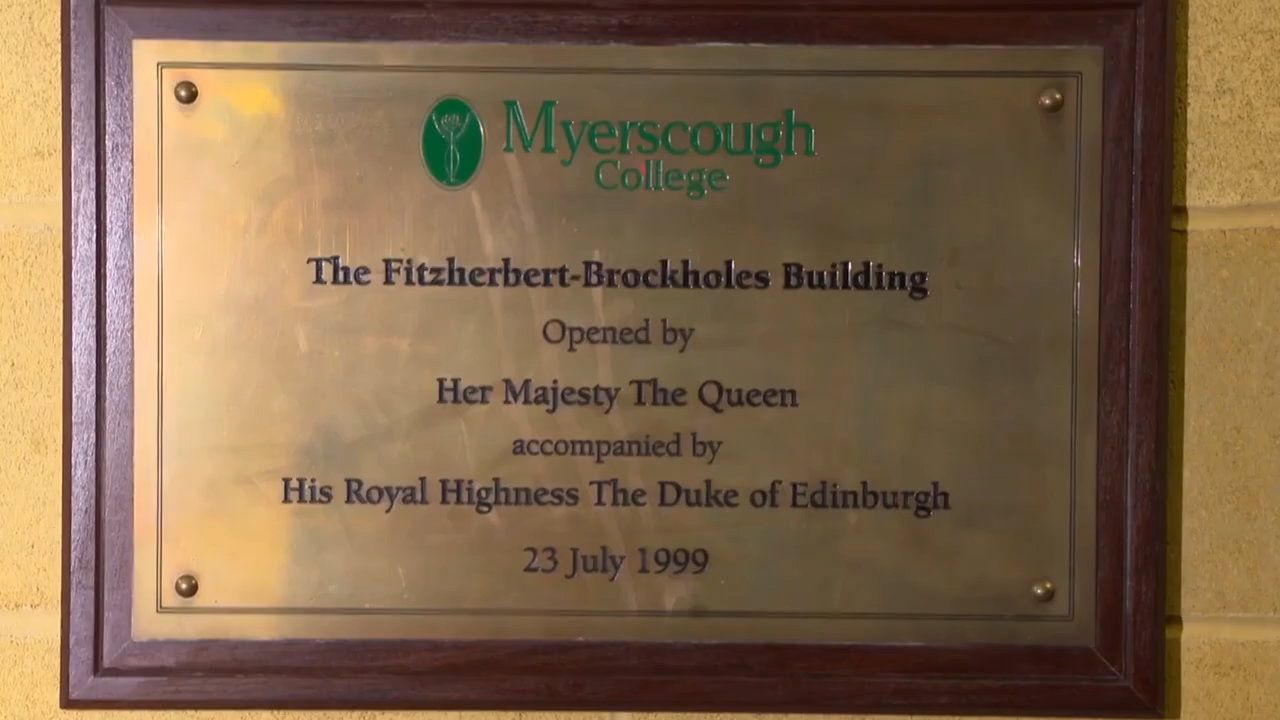 Myerscough
College
The Fitzherbert-Brockholes Building
Opened by
Her Majesty The Queen
accompanied by
His Royal Highness The Duke of Edinburgh
23 July 1999